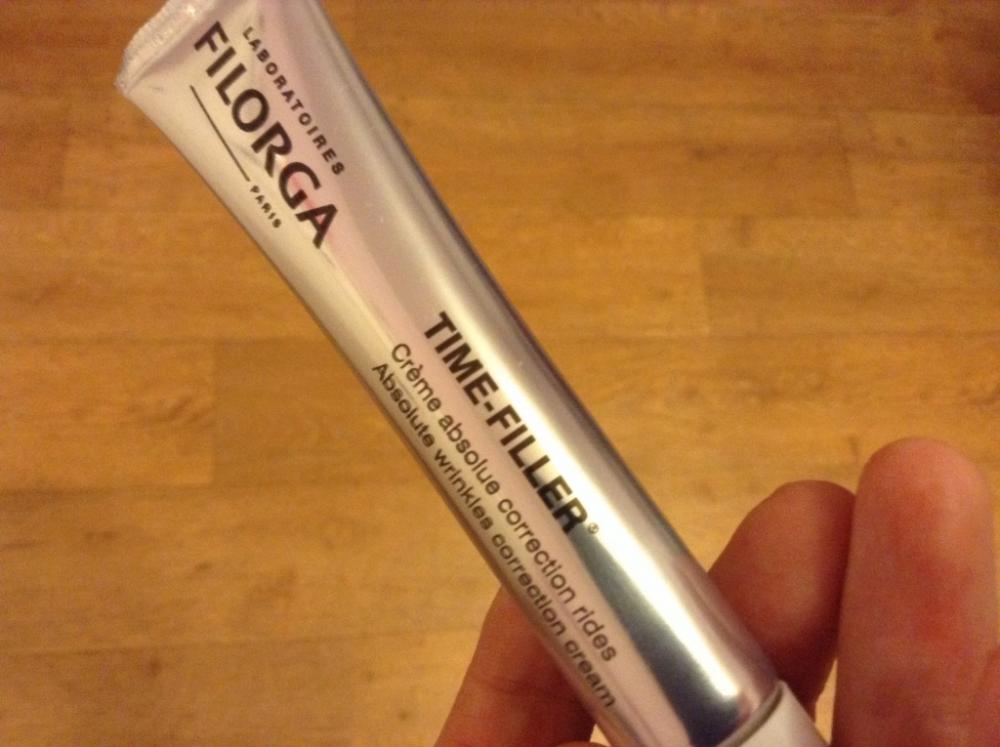 LABORATOIRES
FILORGA
PARIS
TIME-FILLER®
Crème absolue correction rides
Absolute wrinkles correction cream